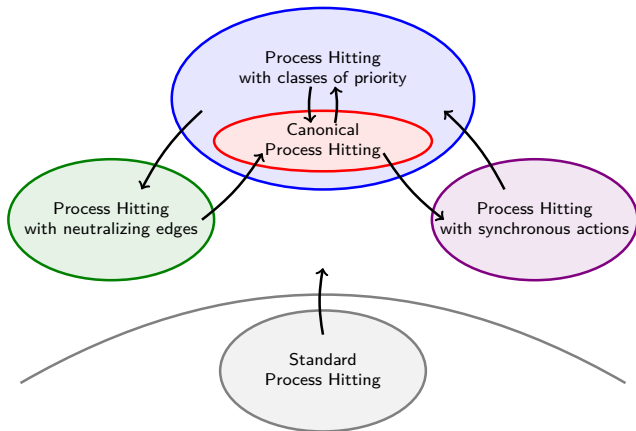 Process Hitting
with classes of priority
Canonical
Process Hitting
Process Hitting
with neutralizing edges
Process Hitting
with synchronous actions
Standard
Process Hitting